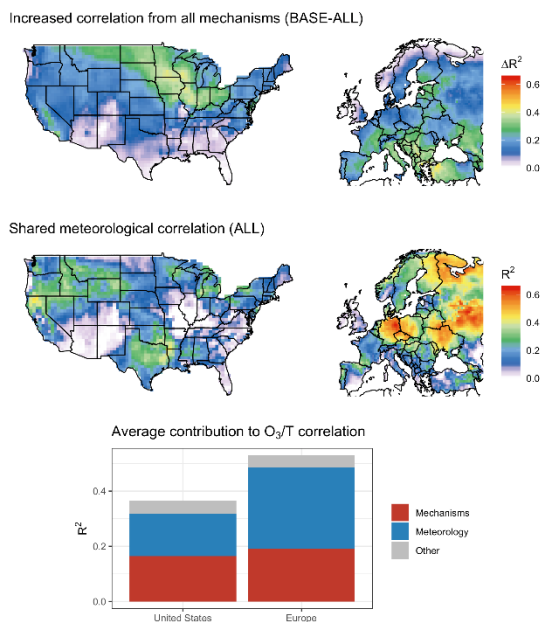 Increased correlation from all mechanisms (BASE-ALL)
ΔR²
0.6
0.4
0.2
0.0
Shared meteorological correlation (ALL)
R²
0.6
0.4
0.2
0.0
Average contribution to O₃/T correlation
R²
0.4
0.2
0.0
United States
Europe
Mechanisms
Meteorology
Other